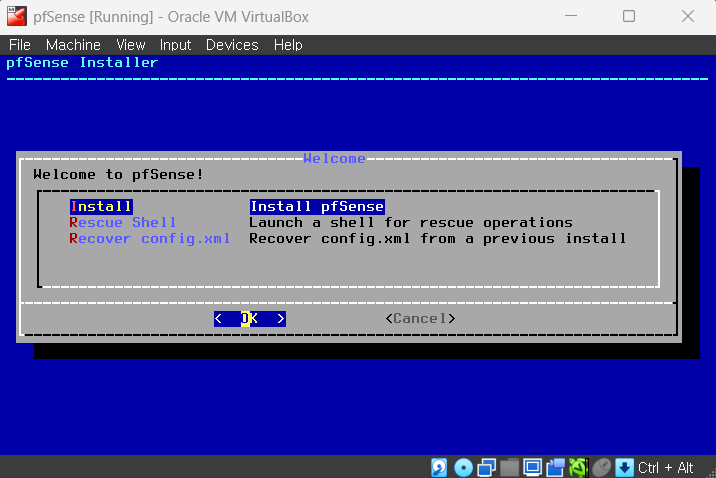 pfSense [Running] - Oracle VM VirtualBox
File Machine View Input Devices Help
pfSense Installer
Welcome
Welcome to pfSense!
Install Install pfSense
Rescue Shell Launch a shell for rescue operations
Recover config.xml Recover config.xml from a previous install
< OK > <Cancel>
Ctrl + Alt